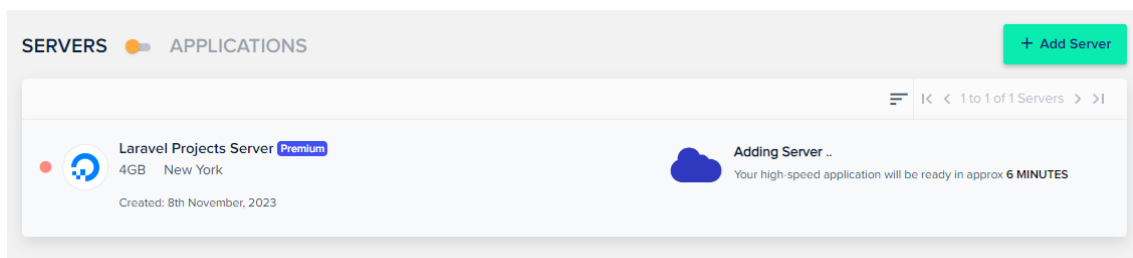 SERVERS APPLICATIONS
+ Add Server
1 to 1 of 1 Servers
Laravel Projects Server Premium
4GB New York
Created: 8th November, 2023
Adding Server ..
Your high-speed application will be ready in approx 6 MINUTES